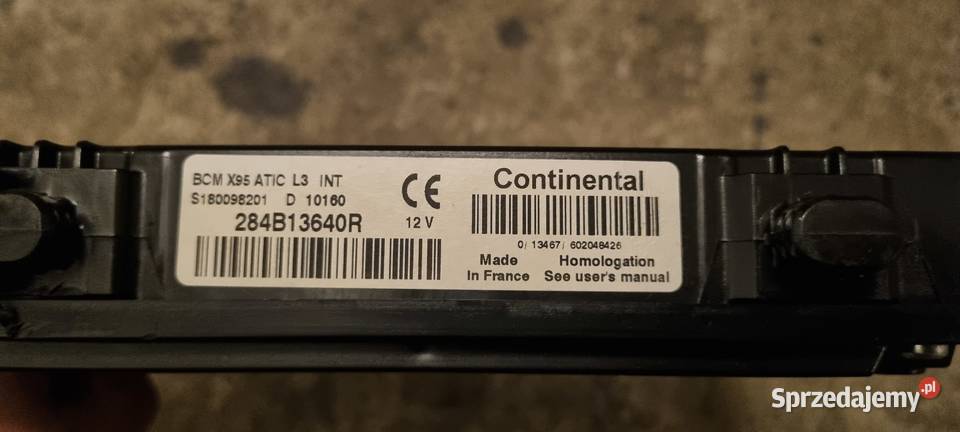 BCM X95 ATIC L3 INT
S180098201 D 10160
284B13640R
CE
12 V
Continental
0/ 13467/ 602048426
Made
In France
Homologation
See user's manual
Sprzedajemy.pl